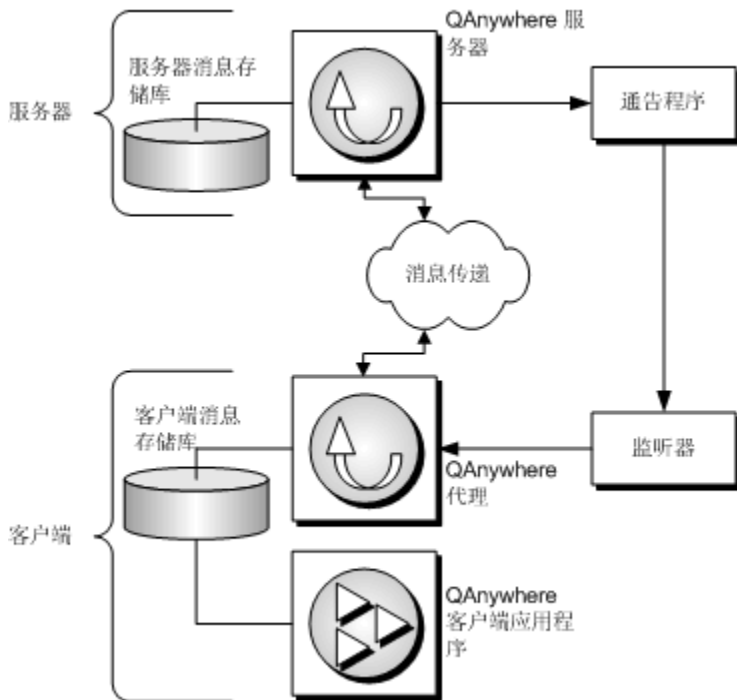 QAnywhere 服
务器
服务器消息存
储库
服务器
通告程序
消息传递
客户端消息
存储库
监听器
QAnywhere
代理
客户端
QAnywhere
客户端应用程
序